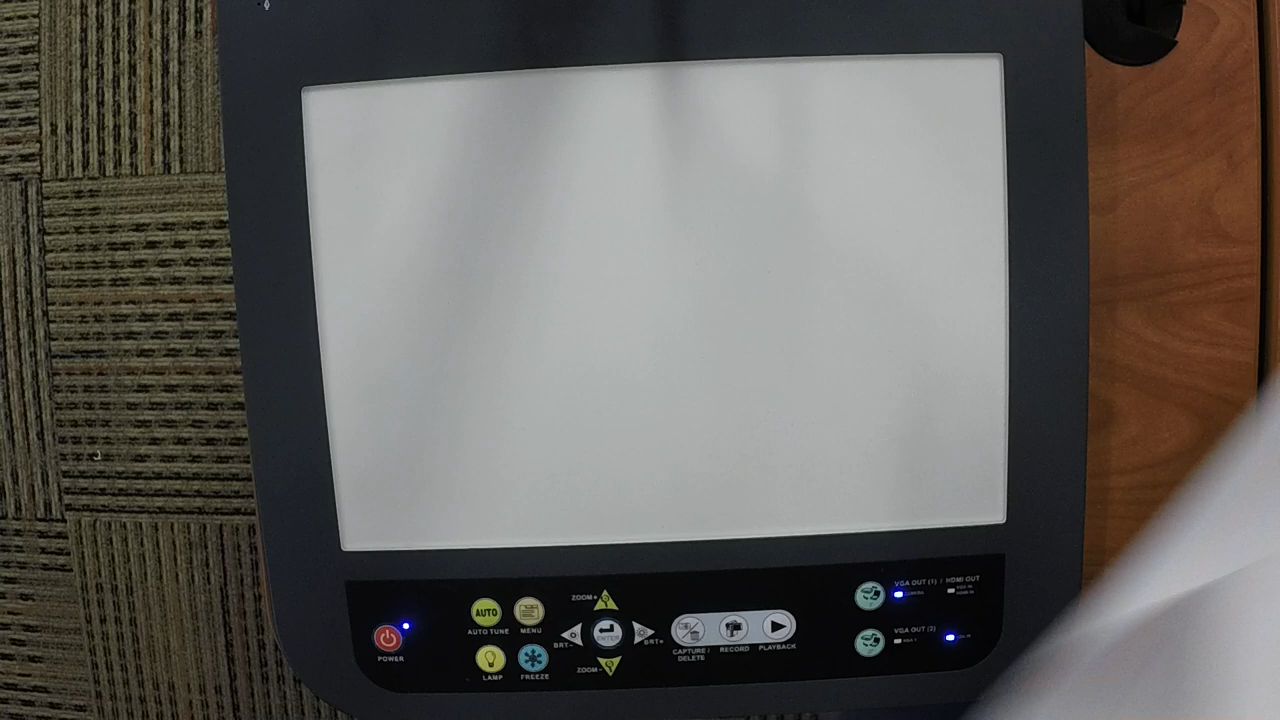 VGA OUT (1) / HDMI OUT
VGA OUT (2)
ZOOM+
AUTO
AUTO TUNE
MENU
BRT-
ENTER
BRT+
POWER
LAMP
FREEZE
ZOOM-
CAPTURE /
DELETE
RECORD
PLAYBACK